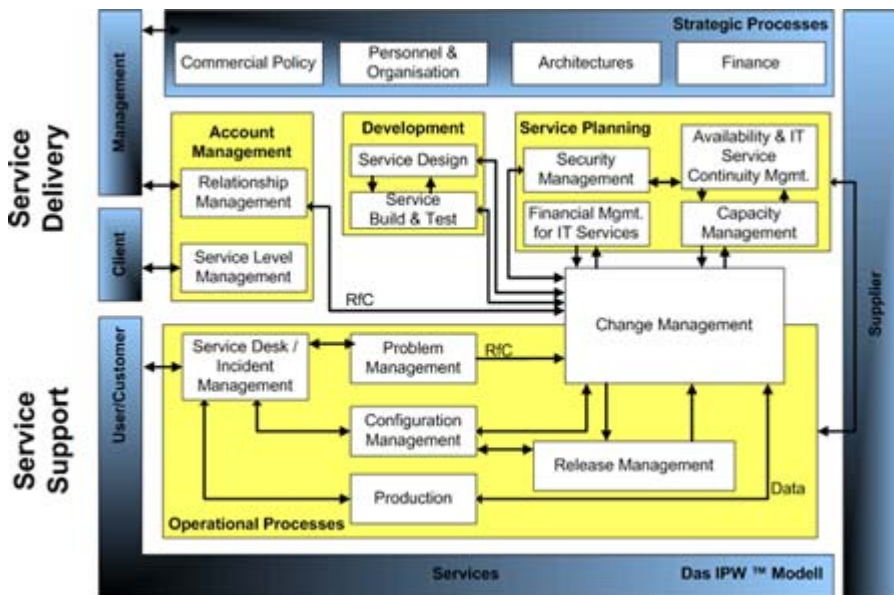 Strategic Processes
Commercial Policy
Personnel &
Organisation
Architectures
Finance
Management
Service
Delivery
Account
Management
Relationship
Management
Service Level
Management
Client
Development
Service Design
Service
Build & Test
Service Planning
Security
Management
Availability & IT
Service
Continuity Mgmt.
Financial Mgmt.
for IT Services
Capacity
Management
RfC
Change Management
Supplier
Service
Support
User/Customer
Service Desk /
Incident
Management
Problem
Management
RfC
Configuration
Management
Release Management
Production
Data
Operational Processes
Services
Das IPW ™ Modell